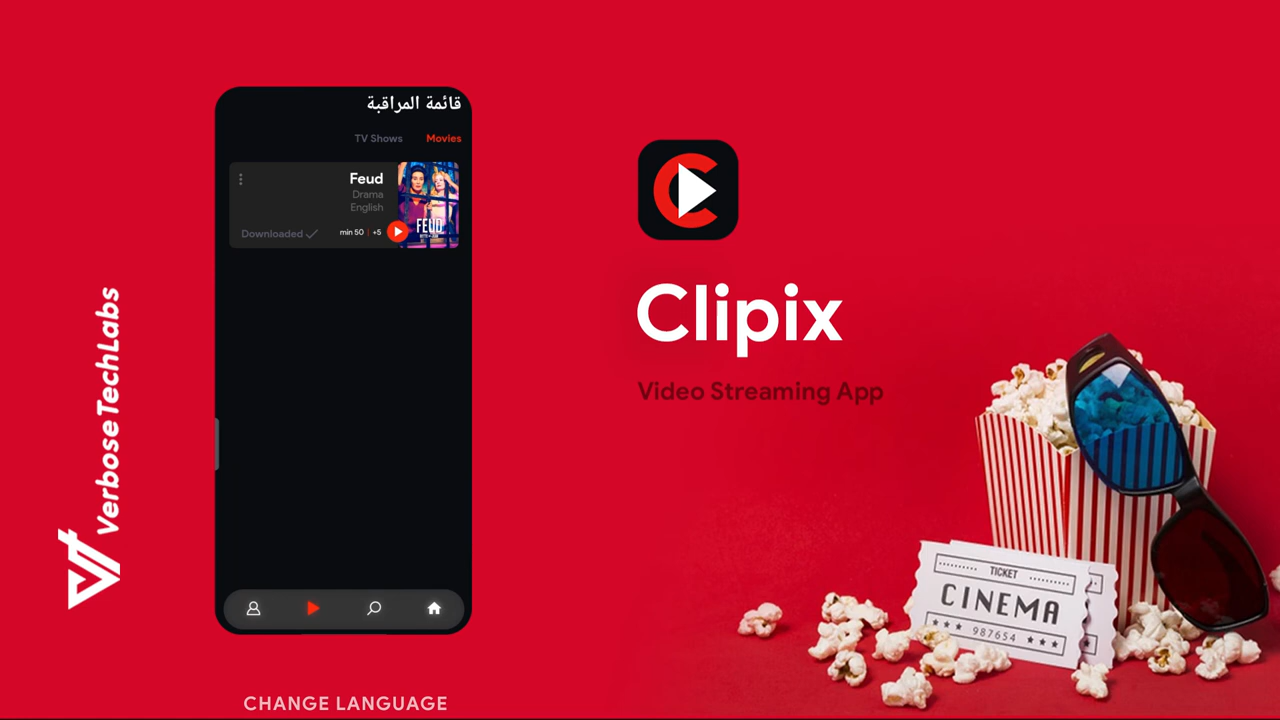 قائمة المراقبة
TV Shows
Movies
Feud
Drama
English
Downloaded
min 50 | +5
FEUD
CHANGE LANGUAGE
VerboseTechLabs
Clipix
Video Streaming App
TICKET
CINEMA
987654